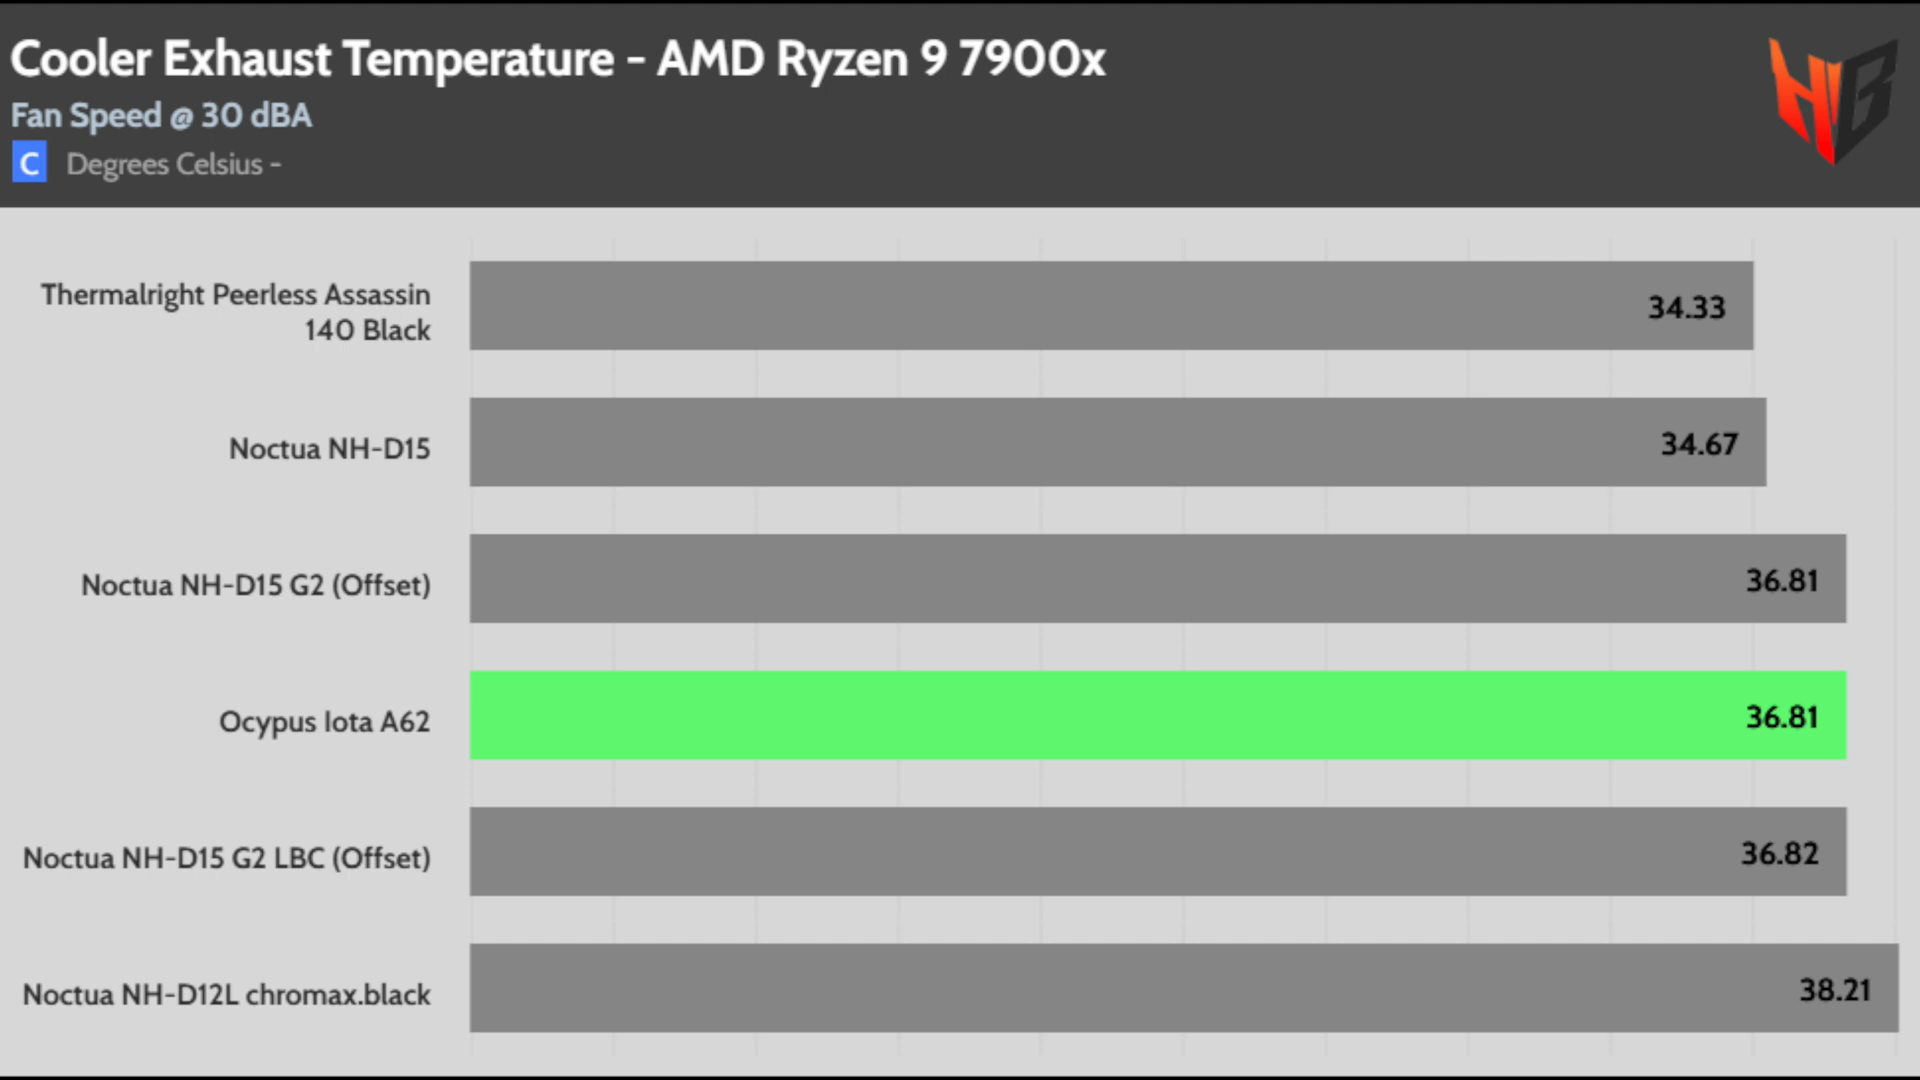 Cooler Exhaust Temperature - AMD Ryzen 9 7900x
Fan Speed @ 30 dBA
C Degrees Celsius -
HB
Thermalright Peerless Assassin
140 Black
34.33
Noctua NH-D15
34.67
Noctua NH-D15 G2 (Offset)
36.81
Ocypus Iota A62
36.81
Noctua NH-D15 G2 LBC (Offset)
36.82
Noctua NH-D12L chromax.black
38.21